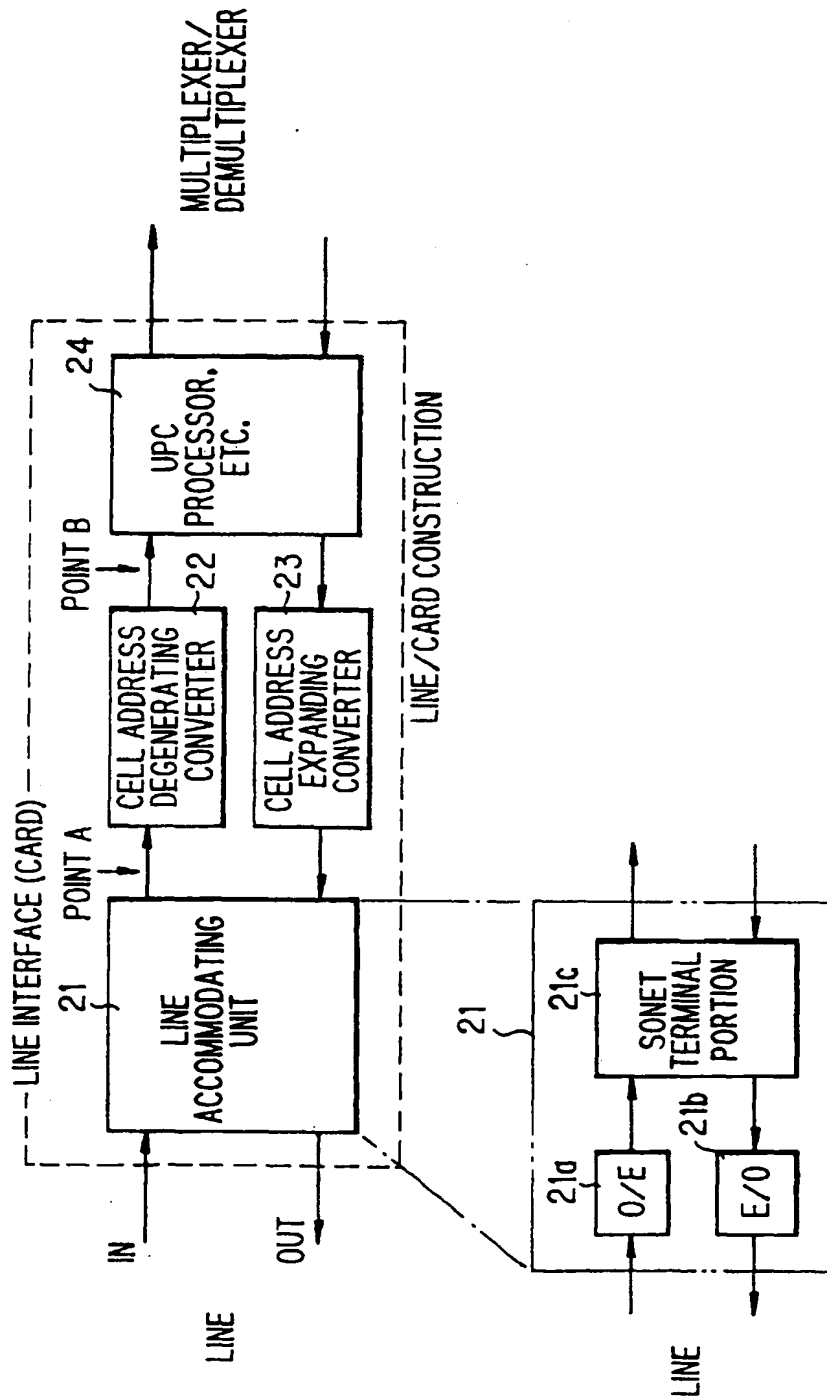 LINE INTERFACE (CARD)
LINE
IN
OUT
21
LINE
ACCOMMODATING
UNIT
POINT A
CELL ADDRESS
DEGENERATING
CONVERTER
22
POINT B
CELL ADDRESS
EXPANDING
CONVERTER
23
24
UPC
PROCESSOR,
ETC.
MULTIPLEXER/
DEMULTIPLEXER
LINE/CARD CONSTRUCTION
LINE
21
21a
O/E
21b
E/O
21c
SONET
TERMINAL
PORTION